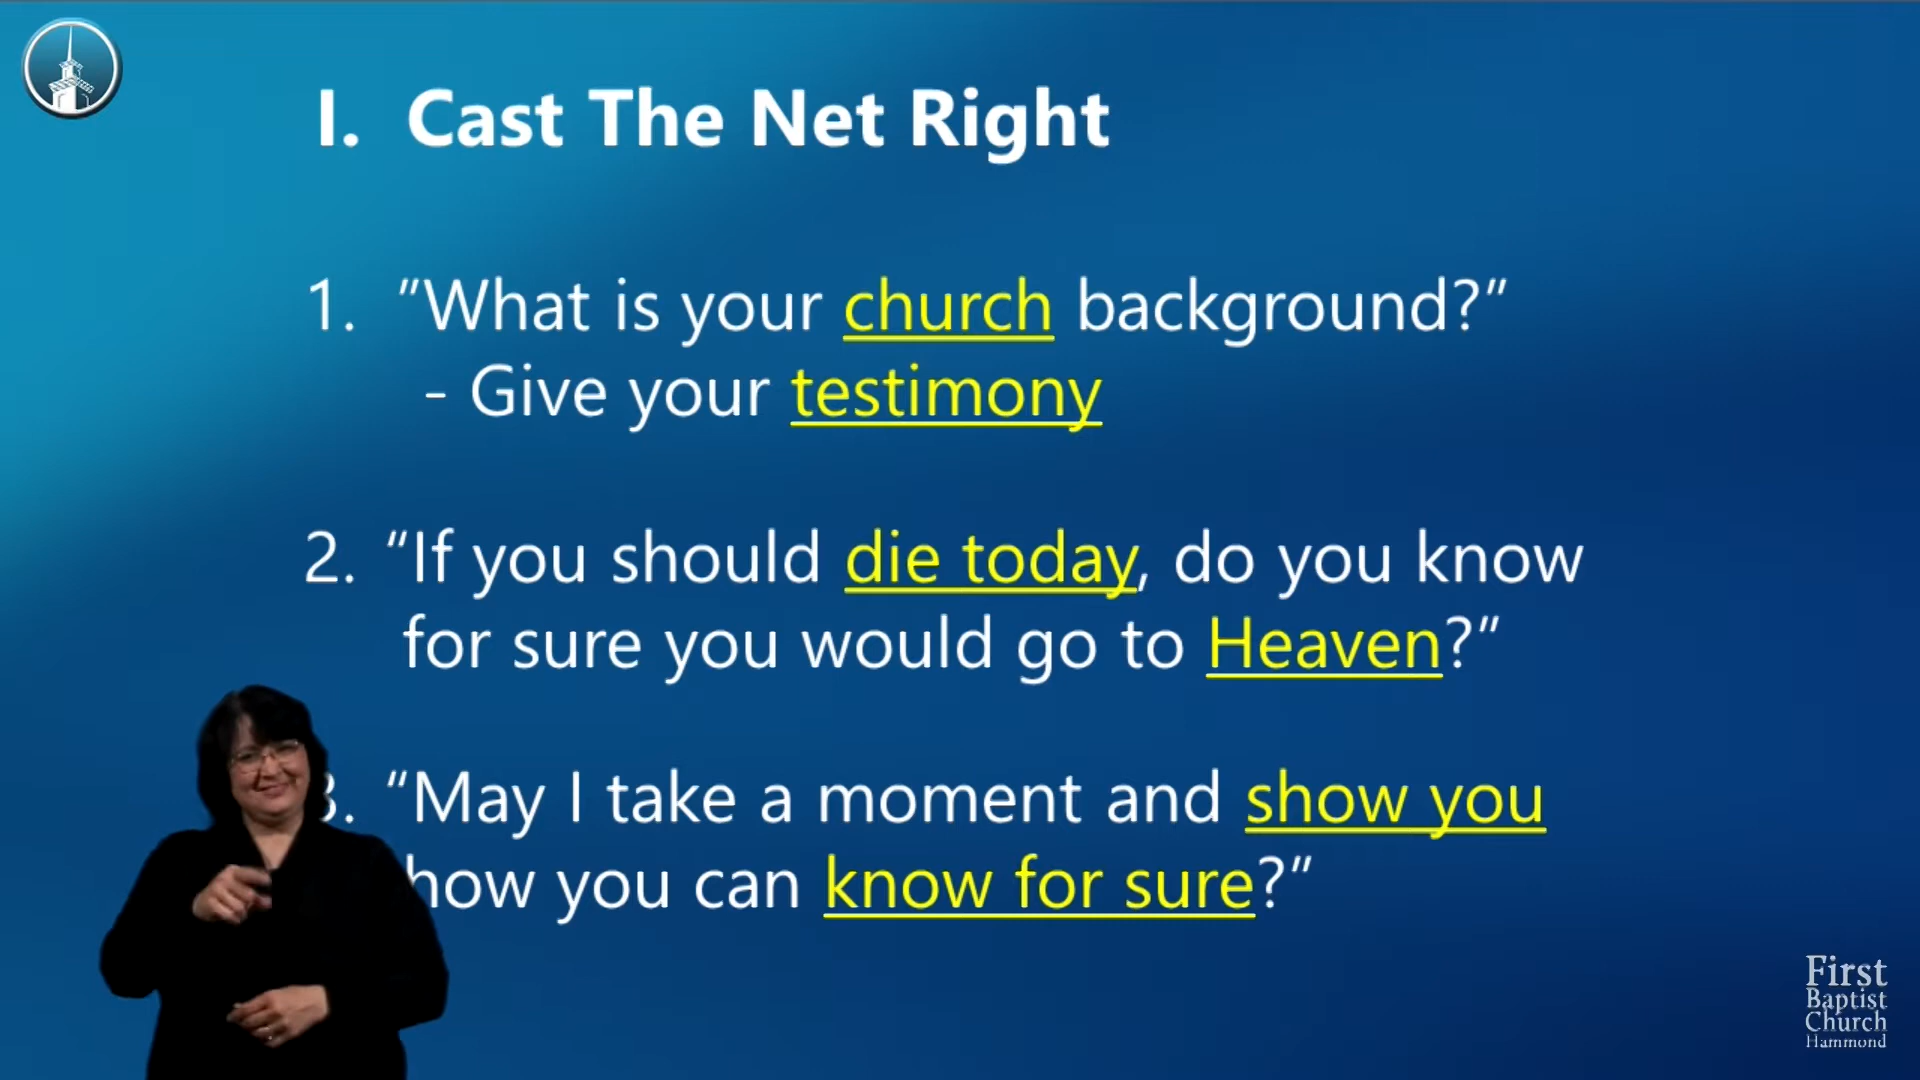 I. Cast The Net Right
1. "What is your church background?"
- Give your testimony
2. "If you should die today, do you know
for sure you would go to Heaven?"
3. "May I take a moment and show you
how you can know for sure?"
First
Baptist
Church
Hammond